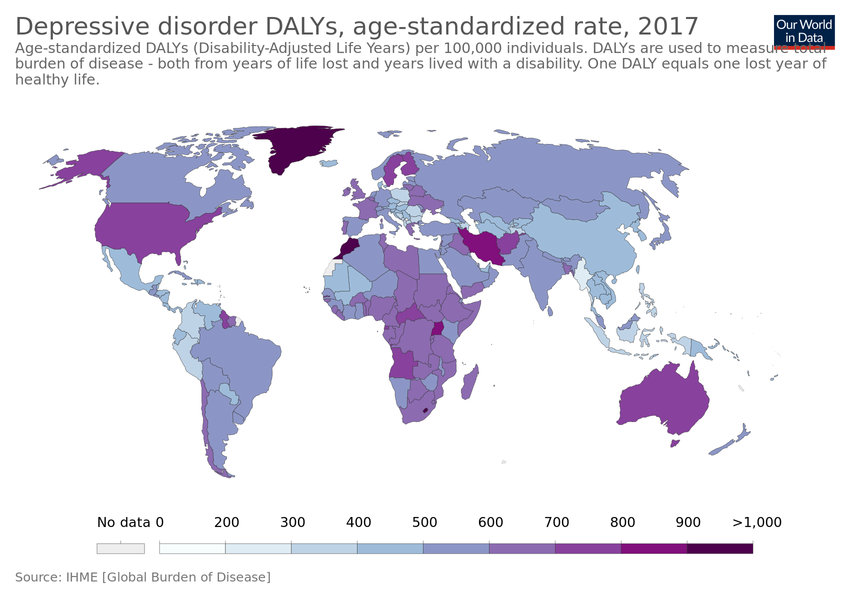 Depressive disorder DALYs, age-standardized rate, 2017
Our World
in Data
Age-standardized DALYs (Disability-Adjusted Life Years) per 100,000 individuals. DALYs are used to measure total
burden of disease - both from years of life lost and years lived with a disability. One DALY equals one lost year of
healthy life.
No data 0 200 300 400 500 600 700 800 900 >1,000
Source: IHME [Global Burden of Disease]